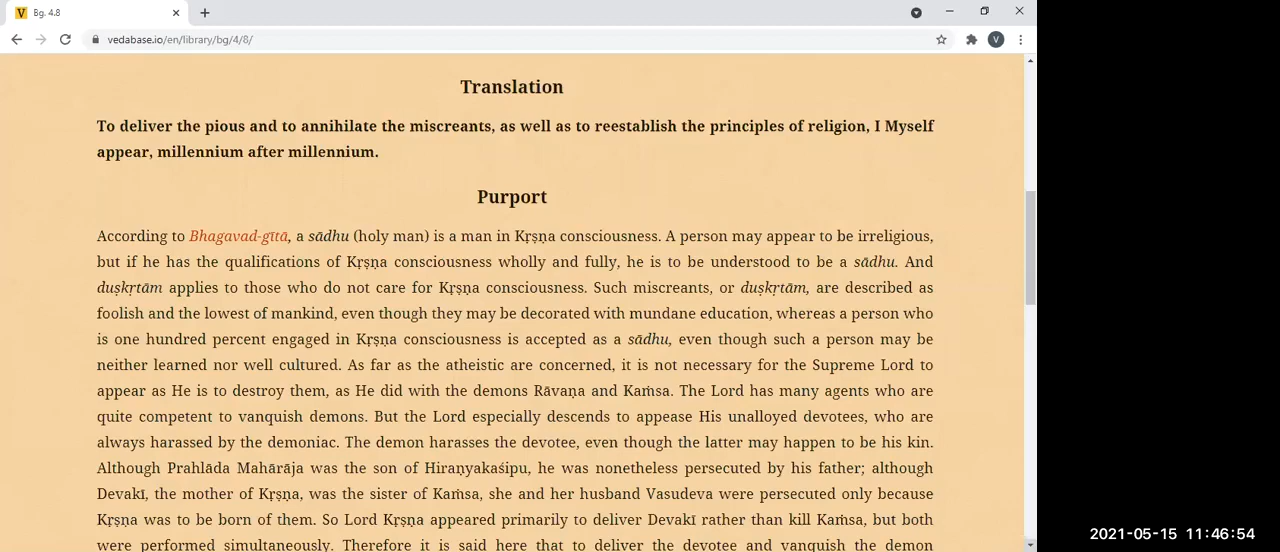 Bg. 4.8
vedabase.io/en/library/bg/4/8/
V
Translation
To deliver the pious and to annihilate the miscreants, as well as to reestablish the principles of religion, I Myself
appear, millennium after millennium.
Purport
According to Bhagavad-gītā, a sādhu (holy man) is a man in Kṛṣṇa consciousness. A person may appear to be irreligious,
but if he has the qualifications of Kṛṣṇa consciousness wholly and fully, he is to be understood to be a sādhu. And
duṣkṛtām applies to those who do not care for Kṛṣṇa consciousness. Such miscreants, or duṣkṛtām, are described as
foolish and the lowest of mankind, even though they may be decorated with mundane education, whereas a person who
is one hundred percent engaged in Kṛṣṇa consciousness is accepted as a sādhu, even though such a person may be
neither learned nor well cultured. As far as the atheistic are concerned, it is not necessary for the Supreme Lord to
appear as He is to destroy them, as He did with the demons Rāvaṇa and Kaṁsa. The Lord has many agents who are
quite competent to vanquish demons. But the Lord especially descends to appease His unalloyed devotees, who are
always harassed by the demoniac. The demon harasses the devotee, even though the latter may happen to be his kin.
Although Prahlāda Mahārāja was the son of Hiraṇyakaśipu, he was nonetheless persecuted by his father; although
Devakī, the mother of Kṛṣṇa, was the sister of Kaṁsa, she and her husband Vasudeva were persecuted only because
Kṛṣṇa was to be born of them. So Lord Kṛṣṇa appeared primarily to deliver Devakī rather than kill Kaṁsa, but both
were performed simultaneously. Therefore it is said here that to deliver the devotee and vanquish the demon
2021-05-15 11:46:54